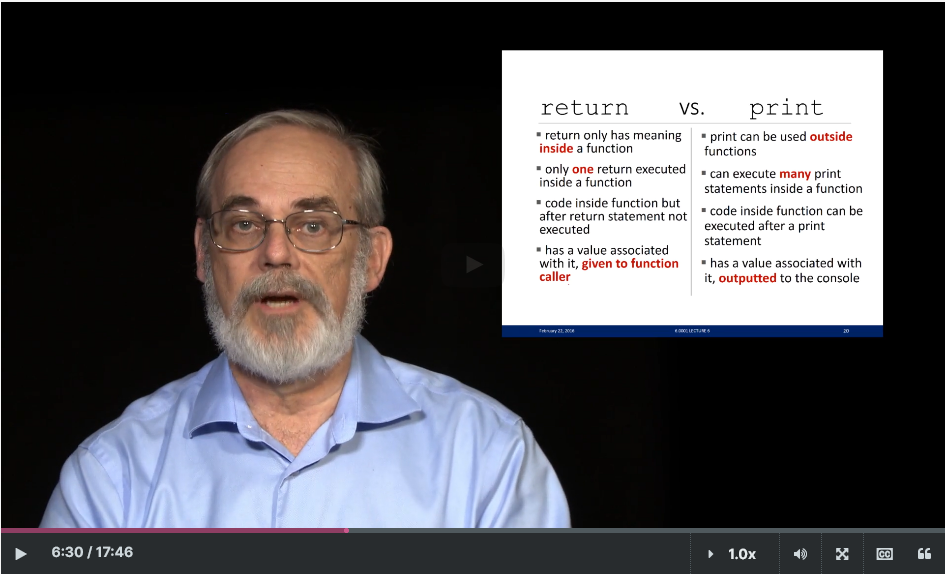 return vs. print
▪ return only has meaning
inside a function
▪ only one return executed
inside a function
▪ code inside function but
after return statement not
executed
▪ has a value associated
with it, given to function
caller
▪ print can be used outside
functions
▪ can execute many print
statements inside a function
▪ code inside function can be
executed after a print
statement
▪ has a value associated with
it, outputted to the console
February 22, 2016
6.0001 LECTURE 6
20
6:30 / 17:46
1.0x
CC